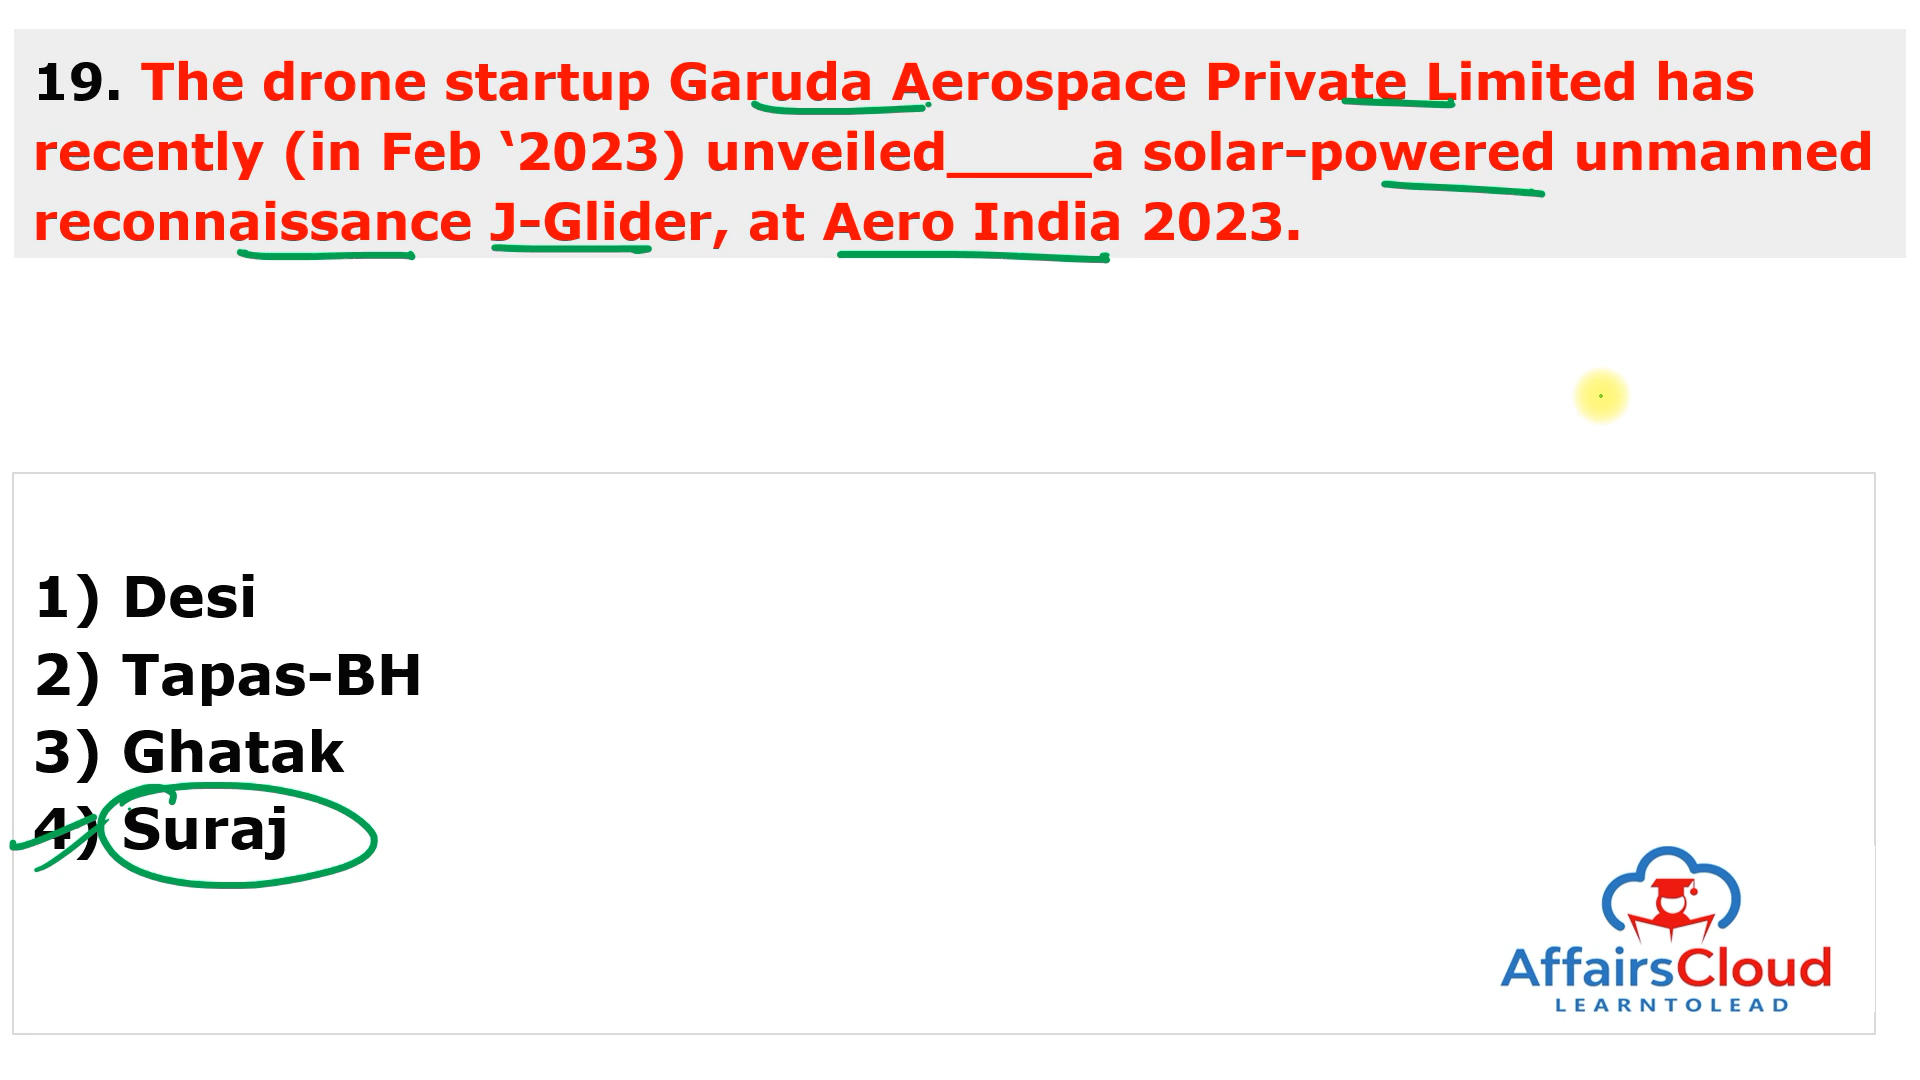 19. The drone startup Garuda Aerospace Private Limited has
recently (in Feb ‘2023) unveiled_____a solar-powered unmanned
reconnaissance J-Glider, at Aero India 2023.
1) Desi
2) Tapas-BH
3) Ghatak
4) Suraj
AffairsCloud
LEARNTOLEAD